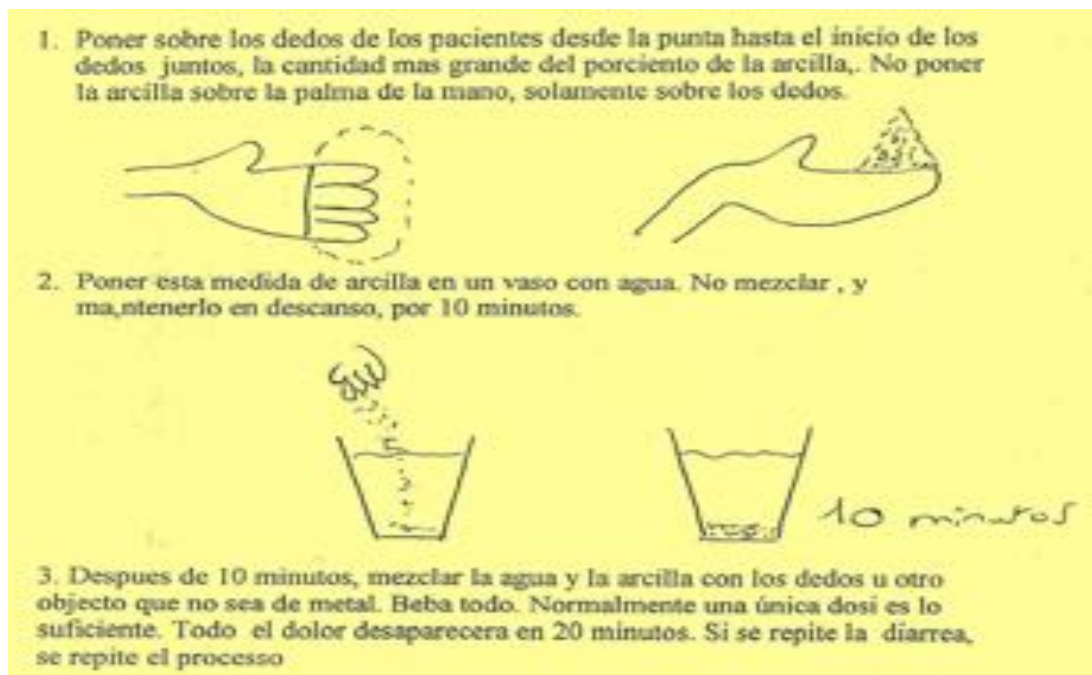 1. Poner sobre los dedos de los pacientes desde la punta hasta el inicio de los
dedos juntos, la cantidad mas grande del porciento de la arcilla,. No poner
la arcilla sobre la palma de la mano, solamente sobre los dedos.
2. Poner esta medida de arcilla en un vaso con agua. No mezclar , y
ma,ntenerlo en descanso, por 10 minutos.
10 minutos
3. Despues de 10 minutos, mezclar la agua y la arcilla con los dedos u otro
objecto que no sea de metal. Beba todo. Normalmente una única dosi es lo
suficiente. Todo el dolor desaparecera en 20 minutos. Si se repite la diarrea,
se repite el processo